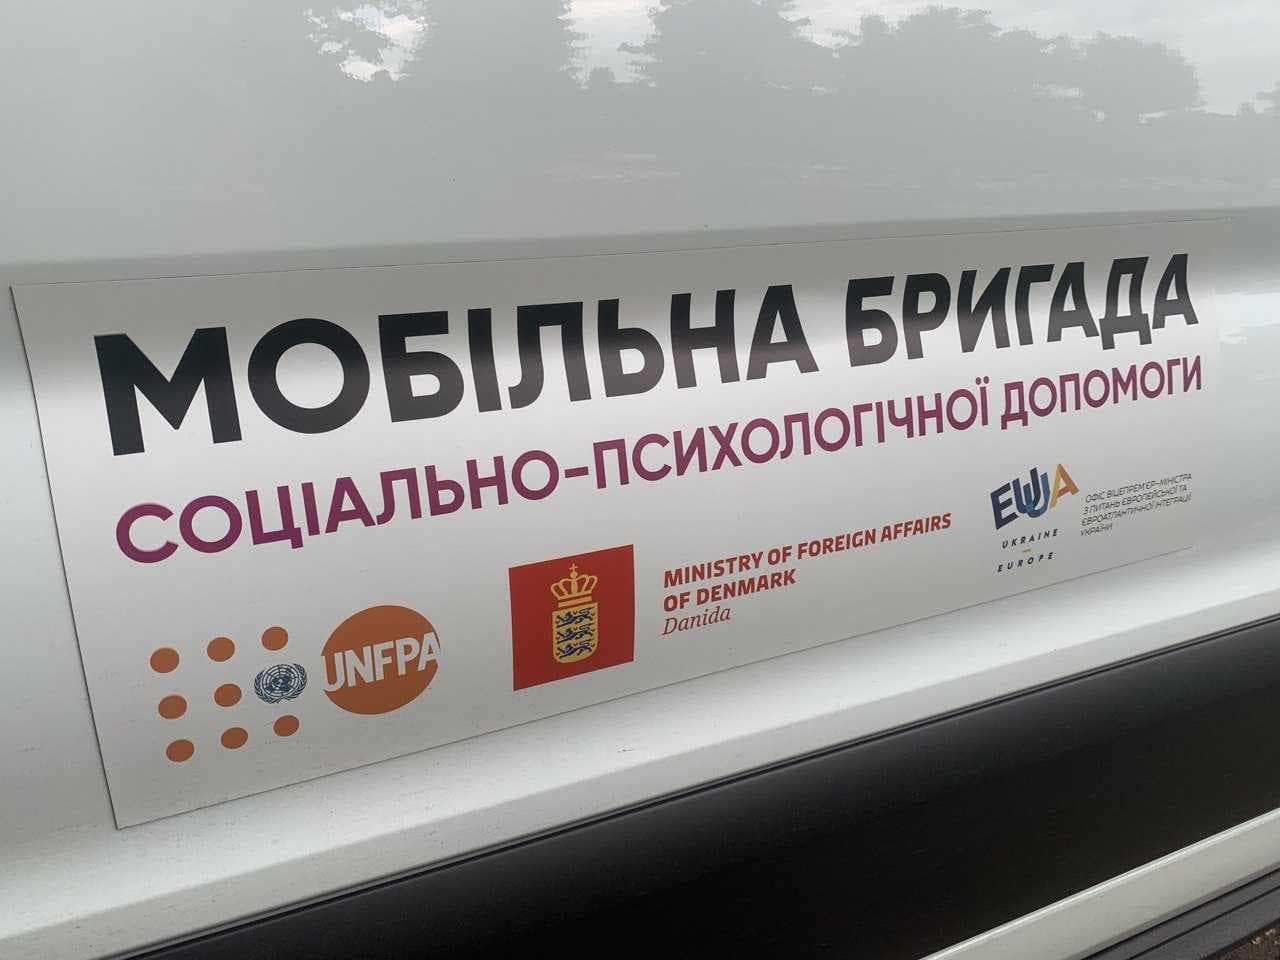 МОБІЛЬНА БРИГАДА
СОЦІАЛЬНО-ПСИХОЛОГІЧНОЇ ДОПОМОГИ
UNFPA
MINISTRY OF FOREIGN AFFAIRS
OF DENMARK
Danida
EUUA
UKRAINE
EUROPE
ОФІС ВІЦЕПРЕМ'ЄР-МІНІСТРА
З ПИТАНЬ ЄВРОПЕЙСЬКОЇ ТА
ЄВРОАТЛАНТИЧНОЇ ІНТЕГРАЦІЇ
УКРАЇНИ